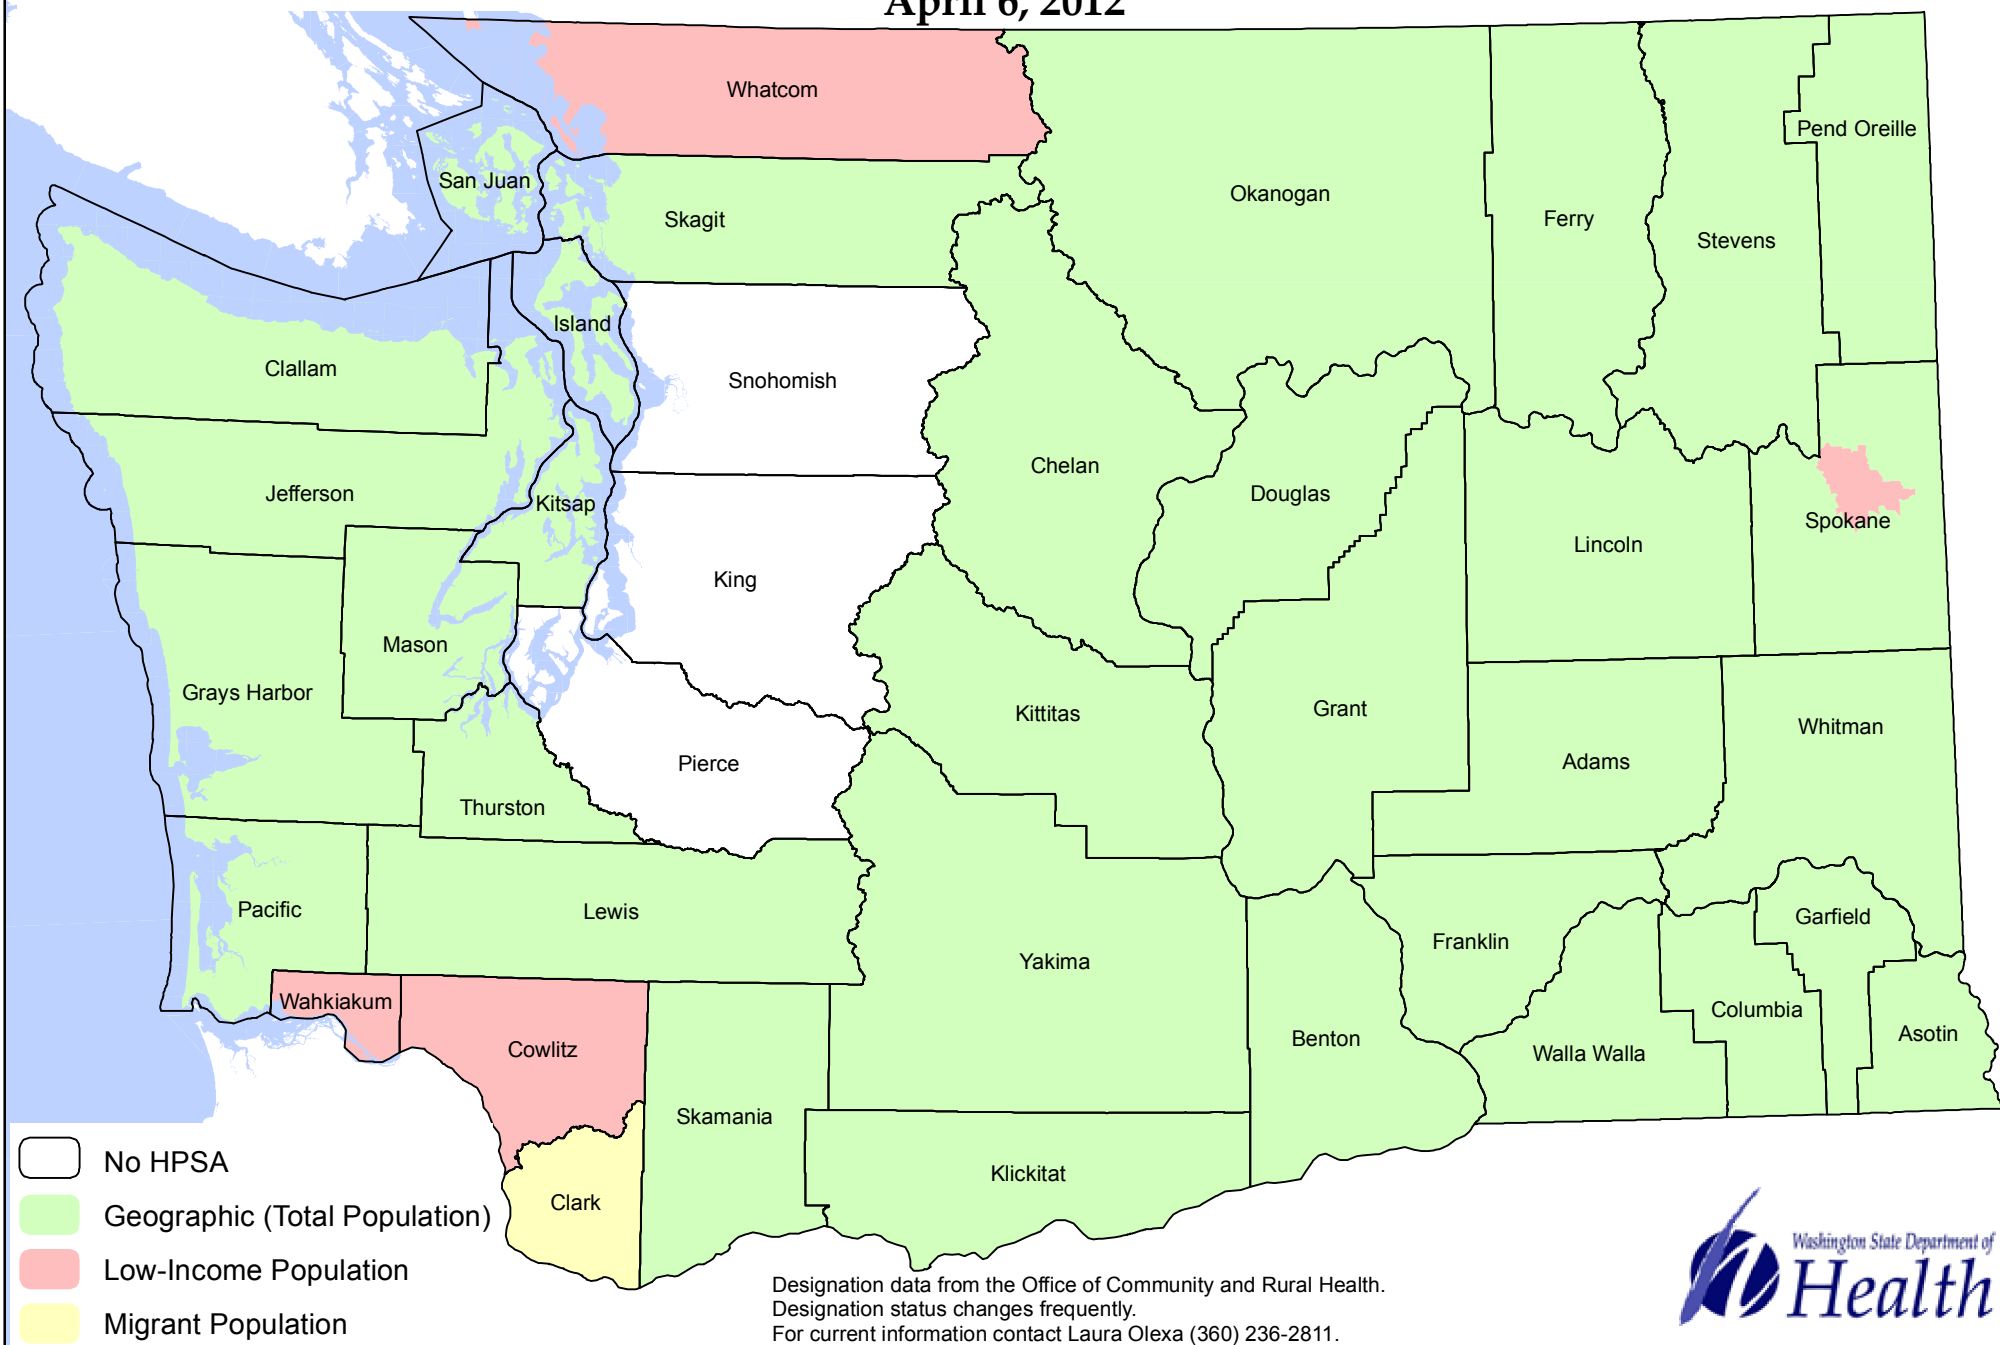 April 6, 2012
Whatcom
Pend Oreille
San Juan
Okanogan
Skagit
Ferry
Stevens
Island
Clallam
Snohomish
Chelan
Jefferson
Douglas
Kitsap
Spokane
Lincoln
King
Mason
Grays Harbor
Grant
Kittitas
Whitman
Pierce
Adams
Thurston
Pacific
Lewis
Garfield
Franklin
Yakima
Wahkiakum
Columbia
Asotin
Benton
Cowlitz
Walla Walla
Skamania
Klickitat
Clark
No HPSA
Geographic (Total Population)
Low-Income Population
Migrant Population
Designation data from the Office of Community and Rural Health.
Designation status changes frequently.
For current information contact Laura Olexa (360) 236-2811.
Washington State Department of
Health